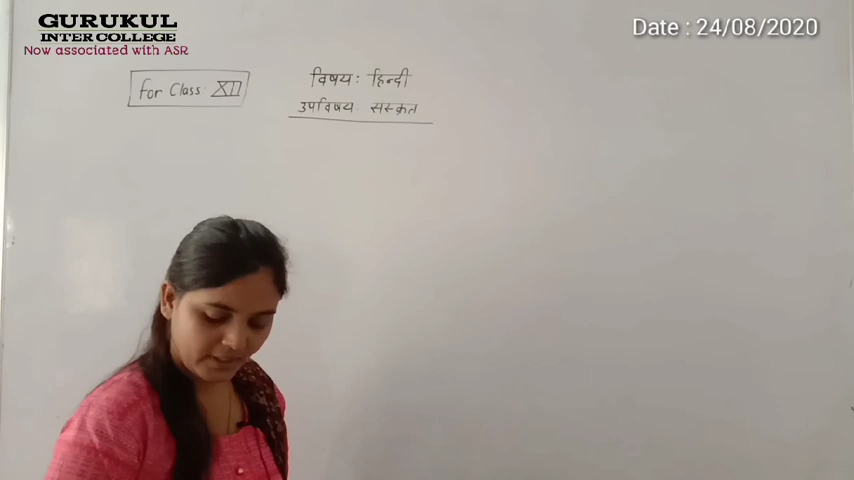 GURUKUL
INTER COLLEGE
Now associated with ASR
Date : 24/08/2020
For Class: XII
विषय: हिन्दी
उपविषय: संस्कृत